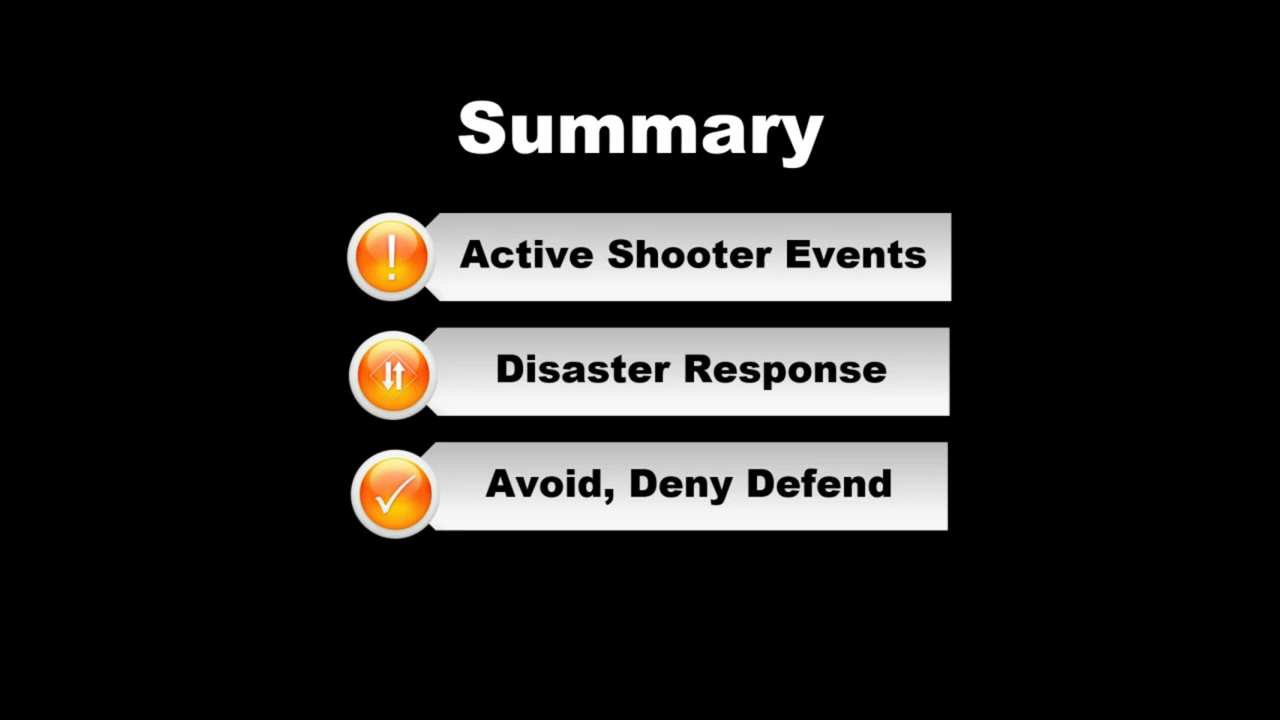 Summary
Active Shooter Events
Disaster Response
Avoid, Deny Defend